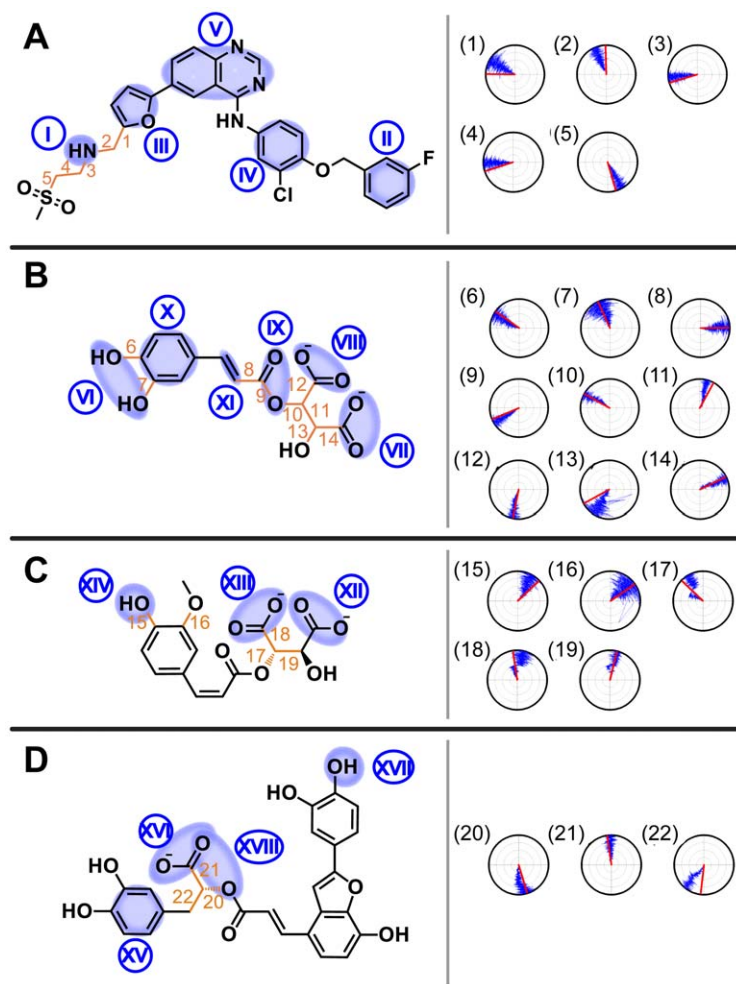 A
V
(1) (2) (3)
N
N
I
O
HN
2 1
III
HN
II
4 3
F
IV
O
5
Cl
O S O
(4) (5)
B
X
IX
VIII
(6) (7) (8)
HO 6
O
O-
O
8
12
VI
7
HO
XI
9
O
10
11
O-
13
HO
14
O
VII
(9) (10) (11)
(12) (13) (14)
C
XIV
XIII
XII
(15) (16) (17)
HO
O
O-
O
15
16
O
18
O-
O
17
19
O
OH
(18) (19)
D
OH
XVII
HO
XVI
XVIII
O
O-
21
HO
22
20
O
O
HO
XV
O
OH
(20) (21) (22)